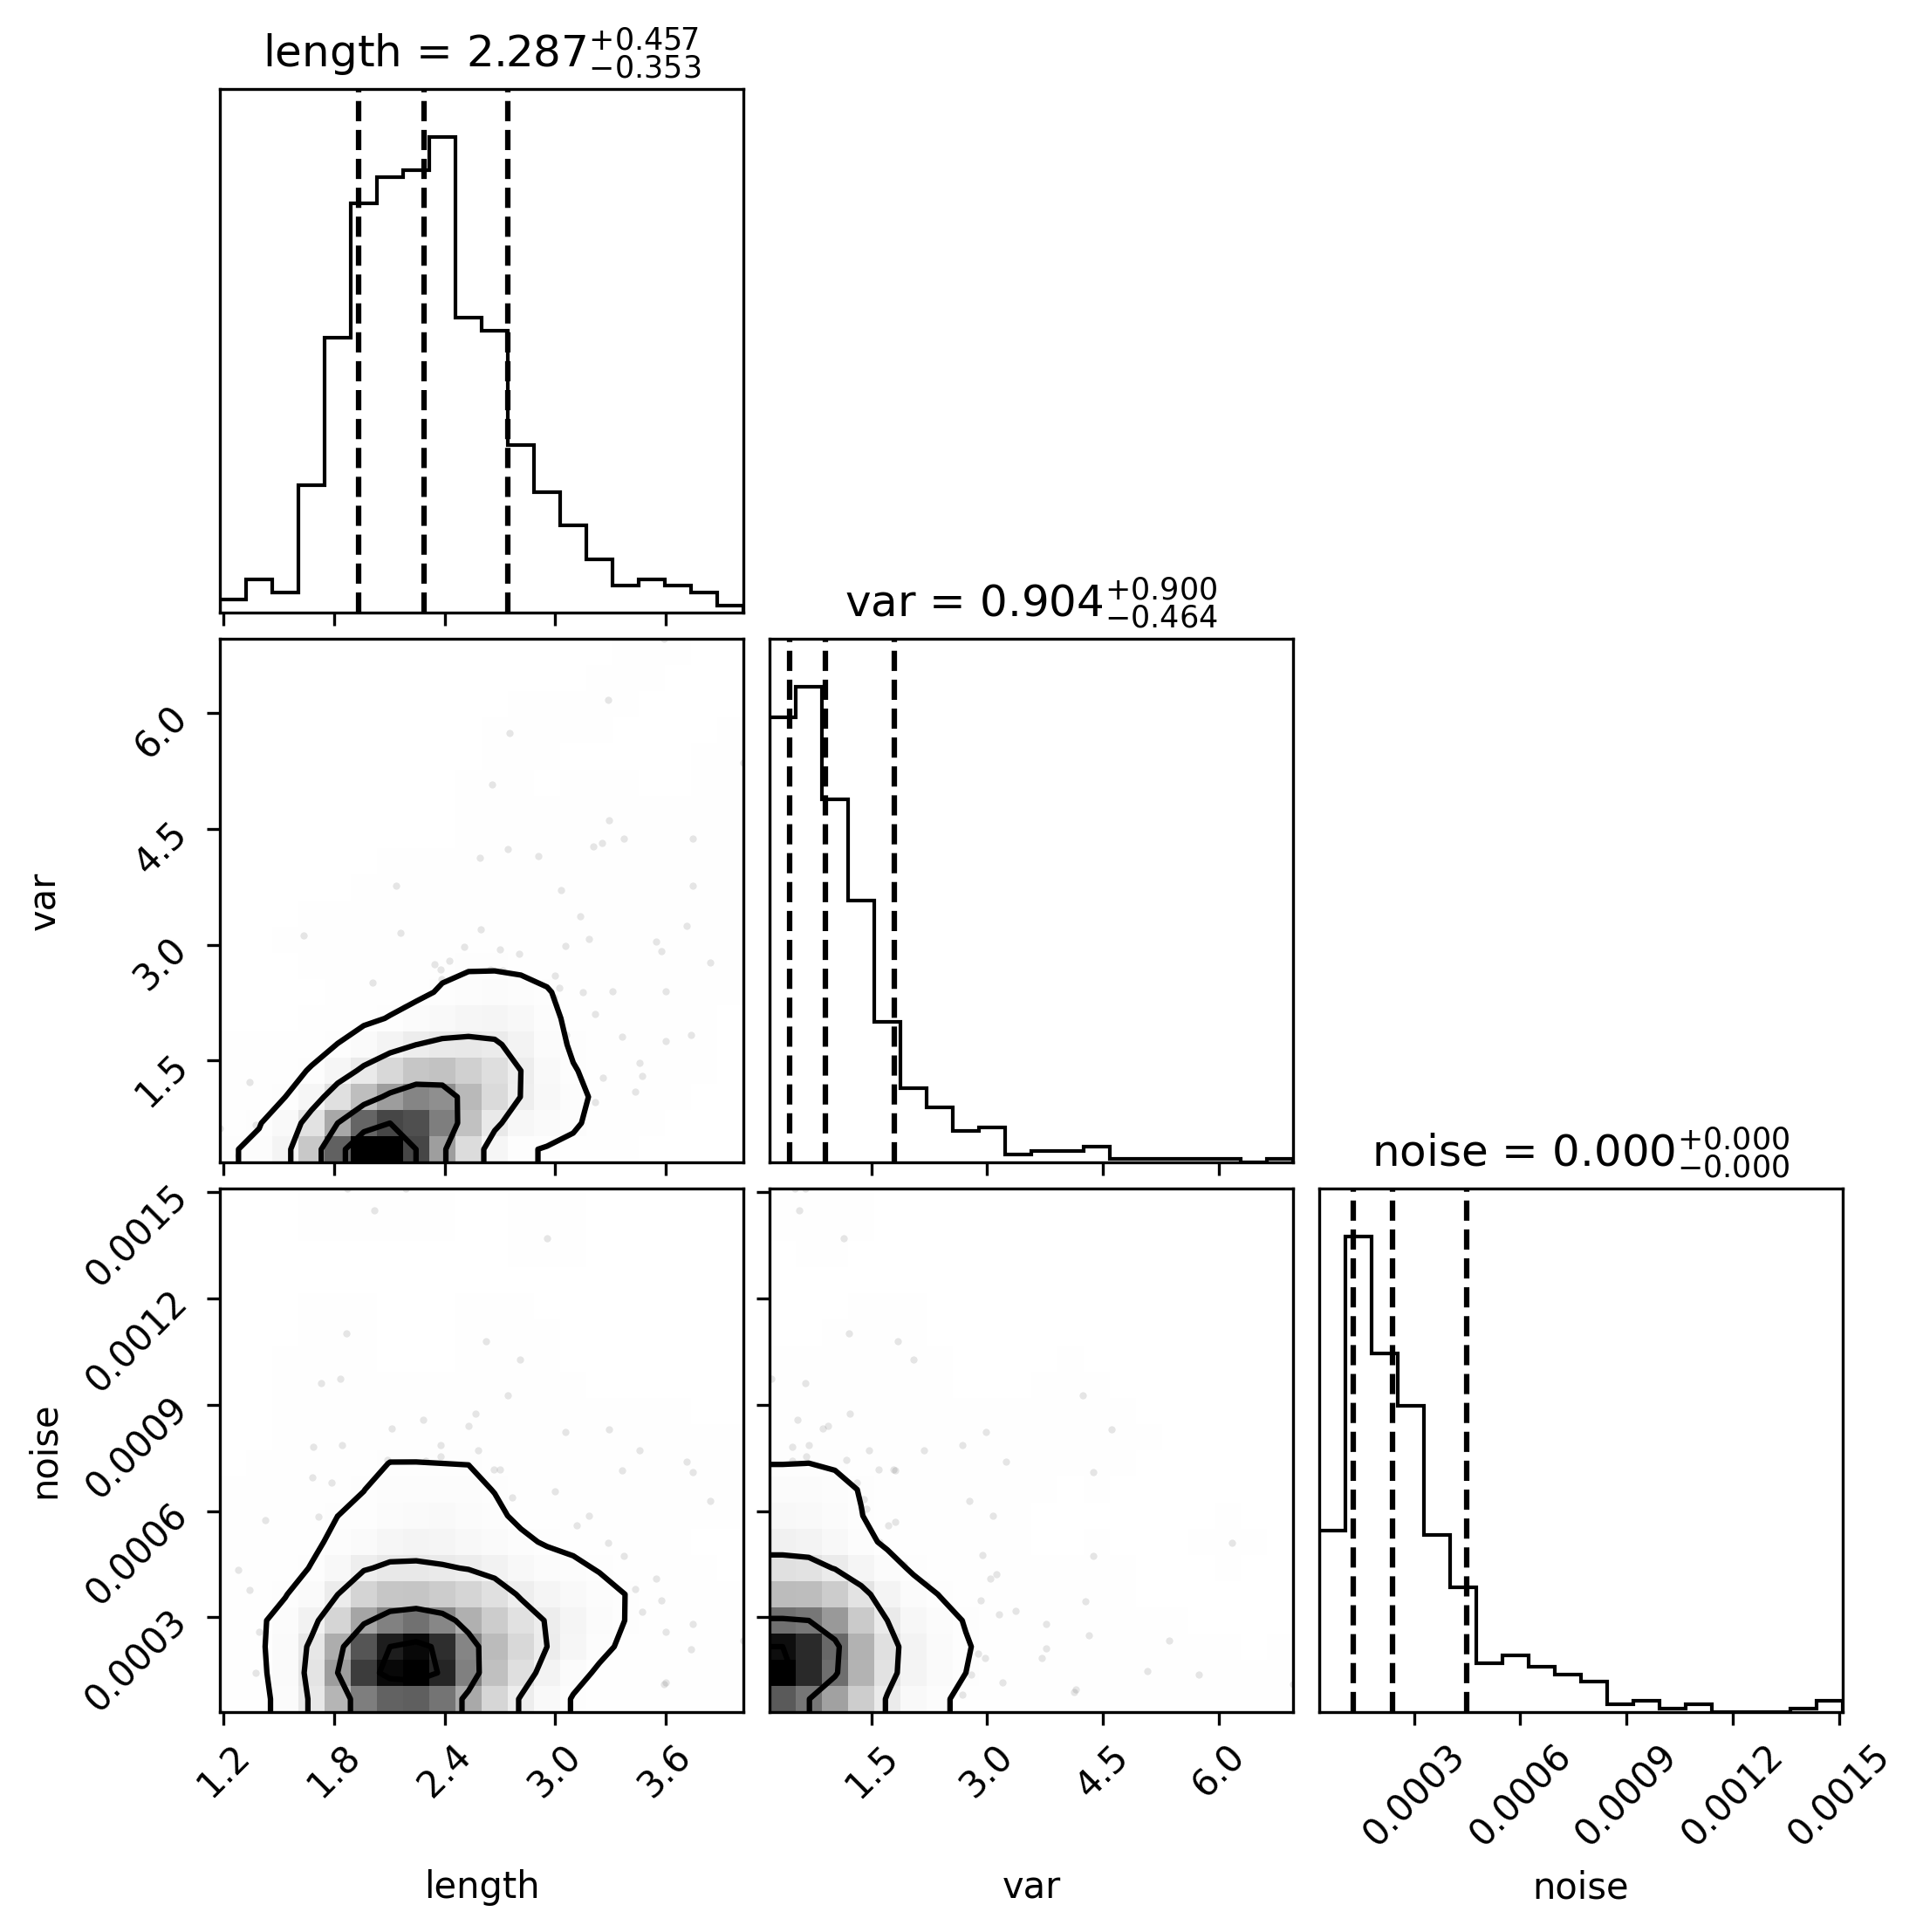 length = 2.287 +0.457 −0.353
var = 0.904 +0.900 −0.464
var
6.0
4.5
3.0
1.5
noise = 0.000 +0.000 −0.000
noise
0.0015
0.0012
0.0009
0.0006
0.0003
1.2 1.8 2.4 3.0 3.6
1.5 3.0 4.5 6.0
0.0003 0.0006 0.0009 0.0012 0.0015
length
var
noise